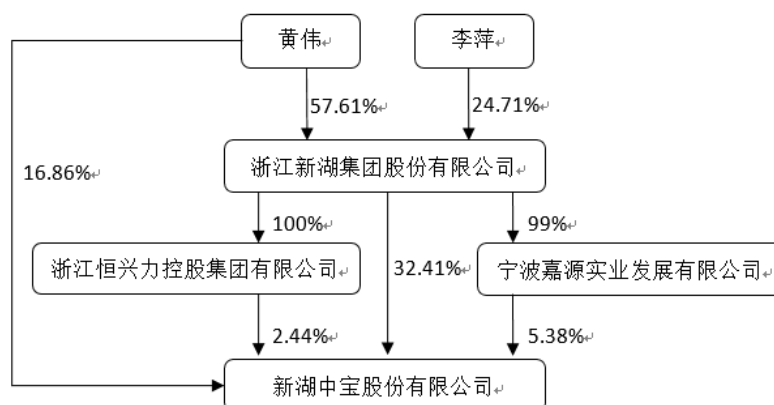 黄伟
李萍
57.61%
24.71%
浙江新湖集团股份有限公司
16.86%
100%
99%
浙江恒兴力控股集团有限公司
32.41%
宁波嘉源实业发展有限公司
2.44%
5.38%
新湖中宝股份有限公司